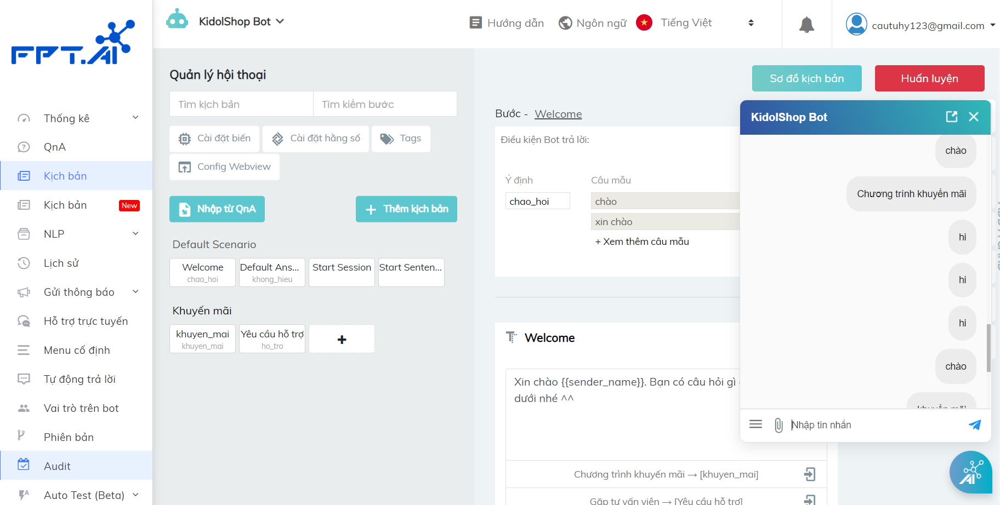 FPT.AI
Thống kê
QnA
Kịch bản
Kịch bản New
NLP
Lịch sử
Gửi thông báo
Hỗ trợ trực tuyến
Menu cố định
Tự động trả lời
Vai trò trên bot
Phiên bản
Audit
Auto Test (Beta)
KidolShop Bot
Hướng dẫn
Ngôn ngữ
Tiếng Việt
cautuhy123@gmail.com
Quản lý hội thoại
Tìm kịch bản
Tìm kiếm bước
Cài đặt biến
Cài đặt hằng số
Tags
Config Webview
Nhập từ QnA
Thêm kịch bản
Default Scenario
Welcome
chao_hoi
Default Ans...
khong_hieu
Start Session
Start Senten...
Khuyến mãi
khuyen_mai
khuyen_mai
Yêu cầu hỗ trợ
ho_tro
+
Sơ đồ kịch bản
Huấn luyện
Bước - Welcome
Điều kiện Bot trả lời:
Ý định
Câu mẫu
chao_hoi
chào
xin chào
+ Xem thêm câu mẫu
Welcome
Xin chào {{sender_name}}. Bạn có câu hỏi gì
dưới nhé ^^
Chương trình khuyến mãi → [khuyen_mai]
Gặp tư vấn viên → [Yêu cầu hỗ trợ]
KidolShop Bot
chào
Chương trình khuyến mãi
hi
hi
hi
chào
khuyến mãi
Nhập tin nhắn
AI